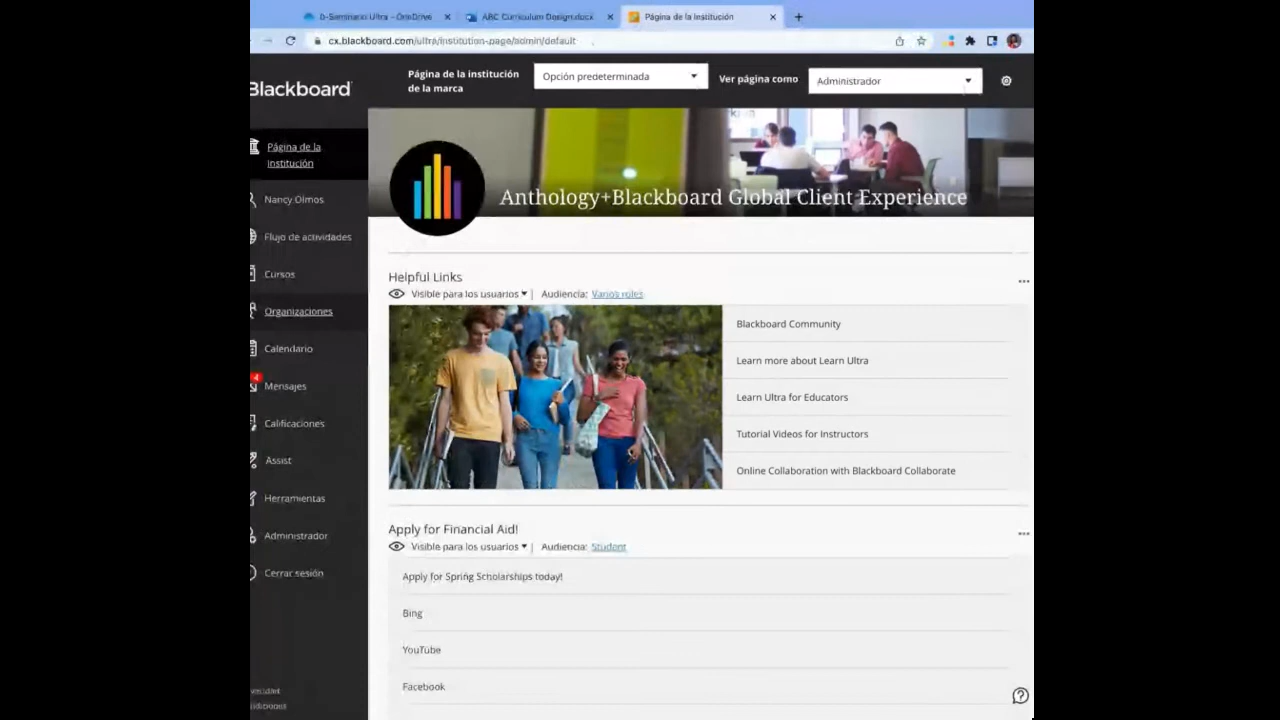 D-Seminario Ultra - OneDrive
ABC Curriculum Design.docx
Página de la Institución
cx.blackboard.com/ultra/institution-page/admin/default
Blackboard
Página de la institución
de la marca
Opción predeterminada
Ver página como
Administrador
Página de la
institución
Nancy Olmos
Flujo de actividades
Cursos
Organizaciones
Calendario
4
Mensajes
Calificaciones
Assist
Herramientas
Administrador
Cerrar sesión
Anthology+Blackboard Global Client Experience
Helpful Links
Visible para los usuarios
Audiencia: Varios roles
Blackboard Community
Learn more about Learn Ultra
Learn Ultra for Educators
Tutorial Videos for Instructors
Online Collaboration with Blackboard Collaborate
Apply for Financial Aid!
Visible para los usuarios
Audiencia: Student
Apply for Spring Scholarships today!
Bing
YouTube
Facebook